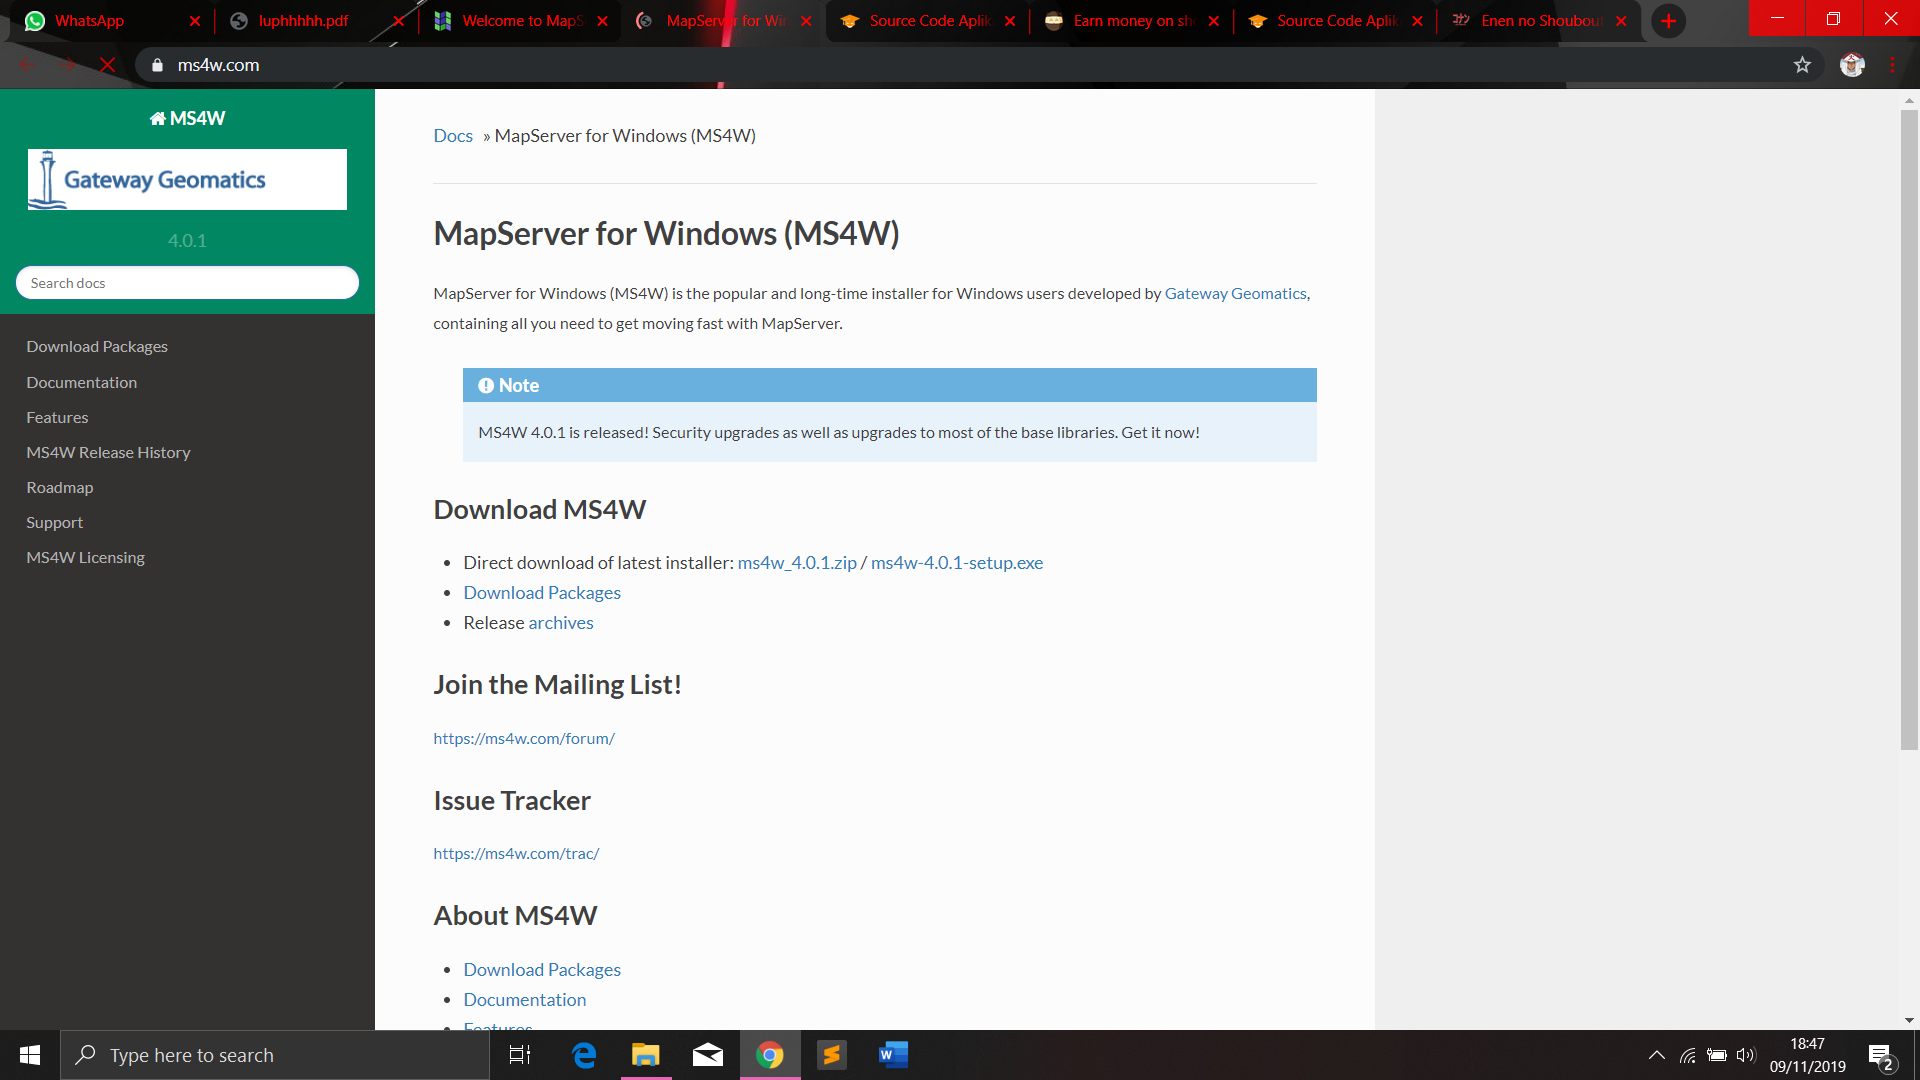 WhatsApp
luphhhhh.pdf
Welcome to MapS
MapServer for Win
Source Code Aplik
Earn money on sho
Source Code Aplik
Enen no Shoubout
ms4w.com
MS4W
Gateway Geomatics
4.0.1
Search docs
Download Packages
Documentation
Features
MS4W Release History
Roadmap
Support
MS4W Licensing
Docs » MapServer for Windows (MS4W)
MapServer for Windows (MS4W)
MapServer for Windows (MS4W) is the popular and long-time installer for Windows users developed by Gateway Geomatics,
containing all you need to get moving fast with MapServer.
Note
MS4W 4.0.1 is released! Security upgrades as well as upgrades to most of the base libraries. Get it now!
Download MS4W
• Direct download of latest installer: ms4w_4.0.1.zip / ms4w-4.0.1-setup.exe
• Download Packages
• Release archives
Join the Mailing List!
https://ms4w.com/forum/
Issue Tracker
https://ms4w.com/trac/
About MS4W
• Download Packages
• Documentation
• Features
Type here to search
18:47
09/11/2019
2